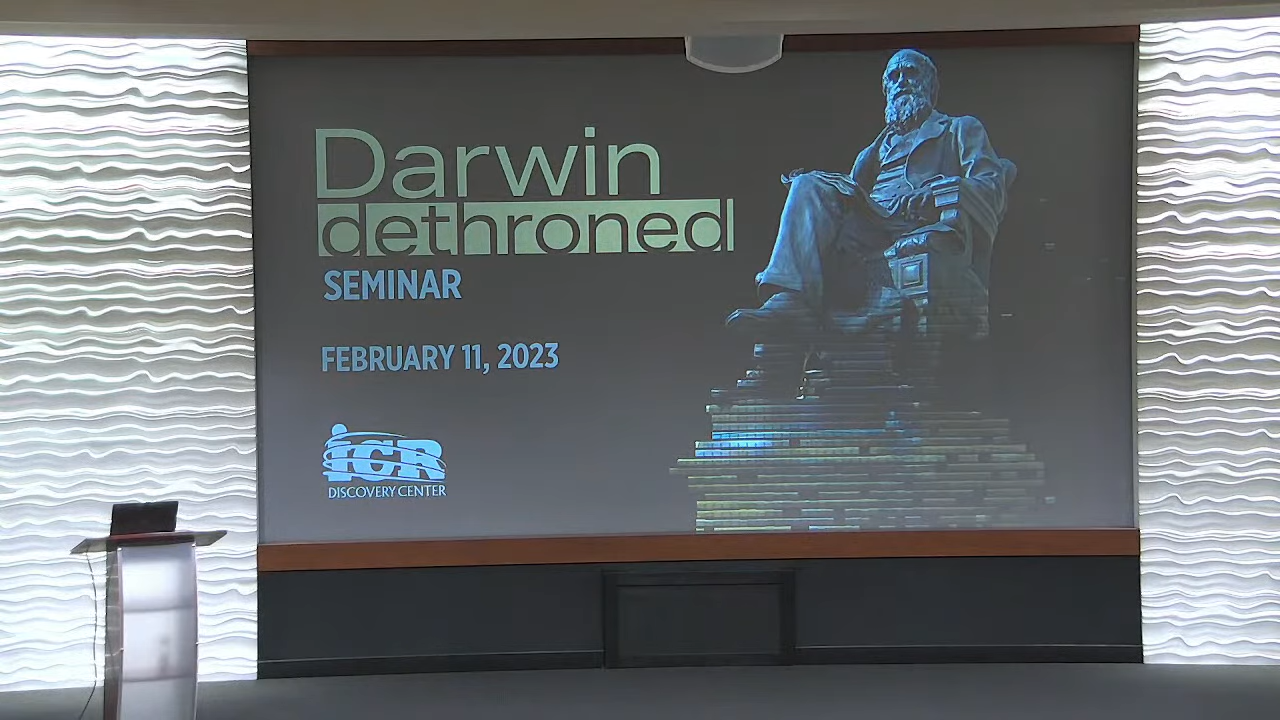 Darwin
dethroned
SEMINAR
FEBRUARY 11, 2023
iCR
DISCOVERY CENTER